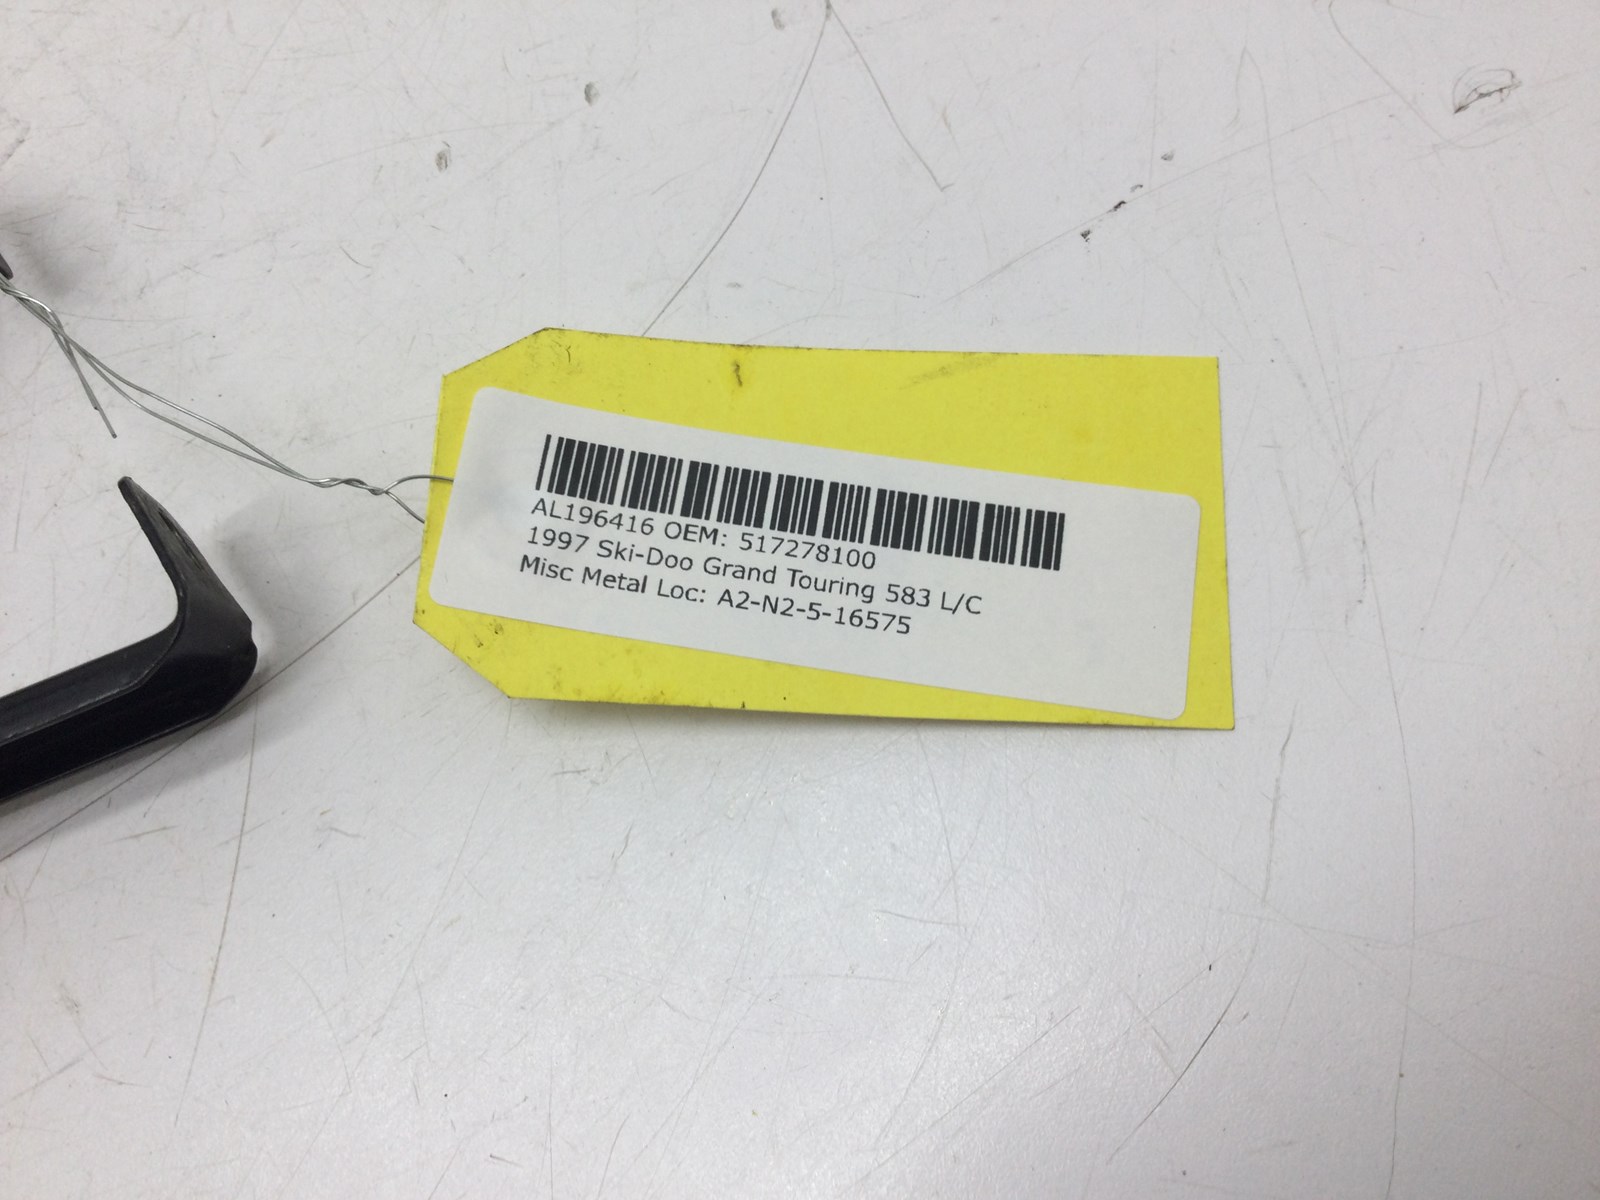 AL196416 OEM: 517278100
1997 Ski-Doo Grand Touring 583 L/C
Misc Metal Loc: A2-N2-5-16575